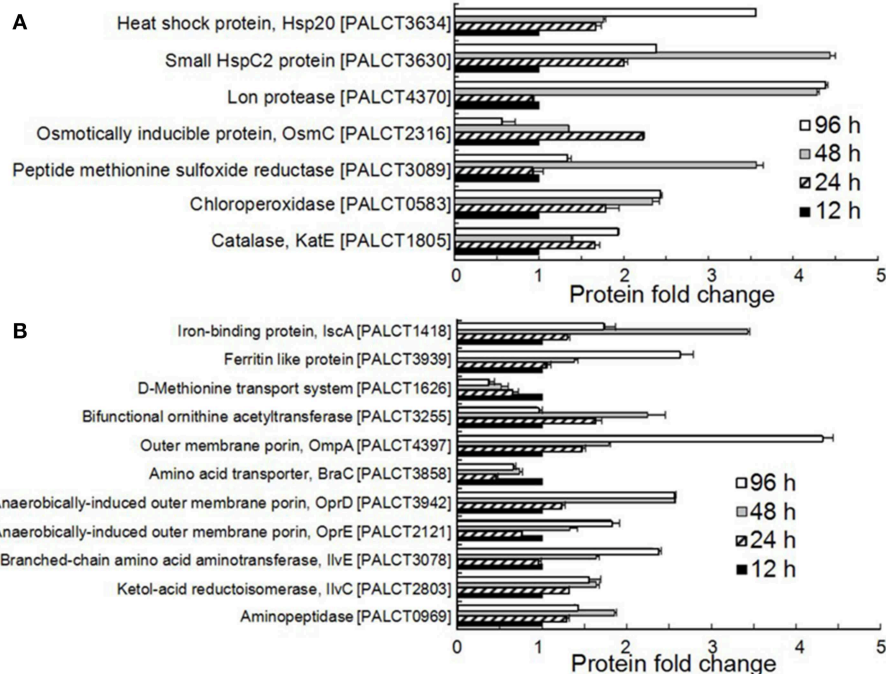 A
Heat shock protein, Hsp20 [PALCT3634]
Small HspC2 protein [PALCT3630]
Lon protease [PALCT4370]
Osmotically inducible protein, OsmC [PALCT2316]
Peptide methionine sulfoxide reductase [PALCT3089]
Chloroperoxidase [PALCT0583]
Catalase, KatE [PALCT1805]
96 h
48 h
24 h
12 h
0 1 2 3 4 5
Protein fold change
B
Iron-binding protein, IscA [PALCT1418]
Ferritin like protein [PALCT3939]
D-Methionine transport system [PALCT1626]
Bifunctional ornithine acetyltransferase [PALCT3255]
Outer membrane porin, OmpA [PALCT4397]
Amino acid transporter, BraC [PALCT3858]
naerobically-induced outer membrane porin, OprD [PALCT3942]
naerobically-induced outer membrane porin, OprE [PALCT2121]
Branched-chain amino acid aminotransferase, IlvE [PALCT3078]
Ketol-acid reductoisomerase, IlvC [PALCT2803]
Aminopeptidase [PALCT0969]
96 h
48 h
24 h
12 h
0 1 2 3 4 5
Protein fold change